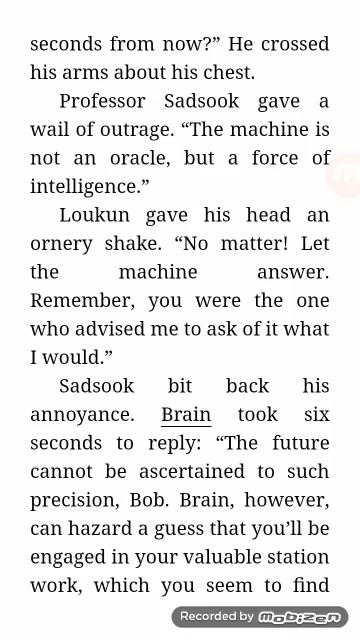 seconds from now?” He crossed
his arms about his chest.
Professor Sadsook gave a
wail of outrage. “The machine is
not an oracle, but a force of
intelligence.”
Loukun gave his head an
ornery shake. “No matter! Let
the machine answer.
Remember, you were the one
who advised me to ask of it what
I would.”
Sadsook bit back his
annoyance. Brain took six
seconds to reply: “The future
cannot be ascertained to such
precision, Bob. Brain, however,
can hazard a guess that you’ll be
engaged in your valuable station
work, which you seem to find
Recorded by mobizen